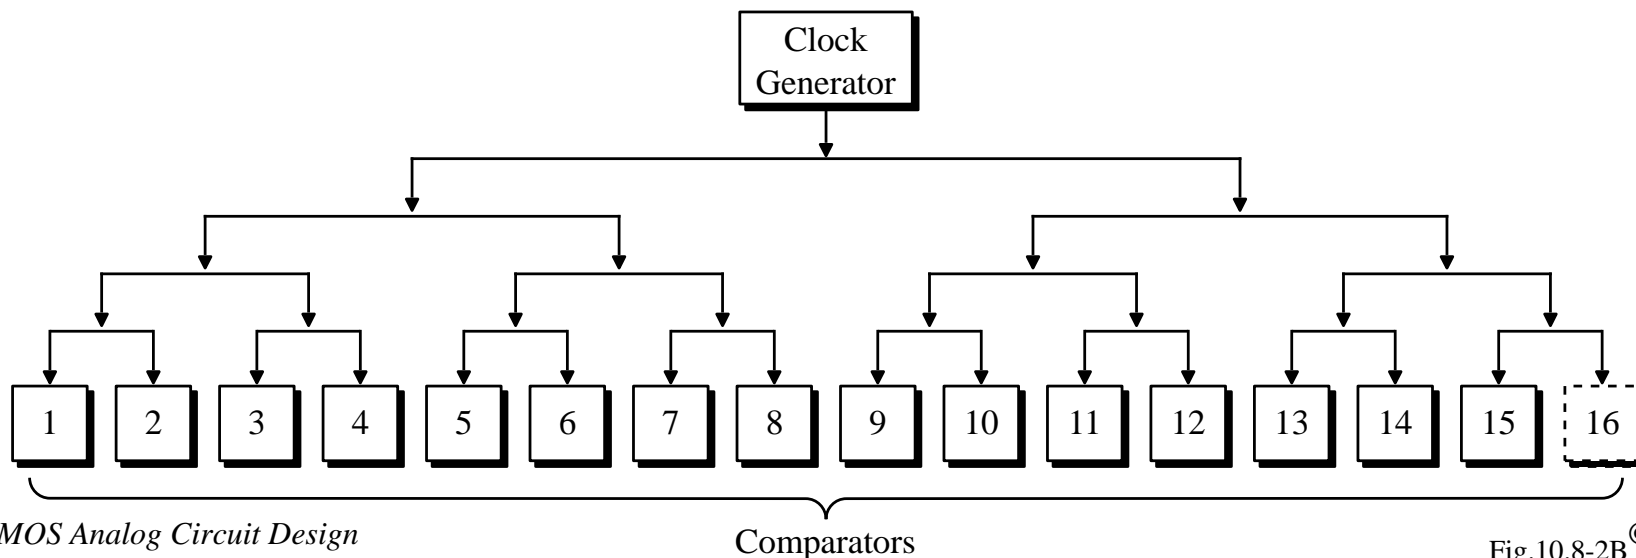 Clock
Generator
1 2 3 4 5 6 7 8 9 10 11 12 13 14 15 16
Comparators
MOS Analog Circuit Design
Fig.10.8-2B ©